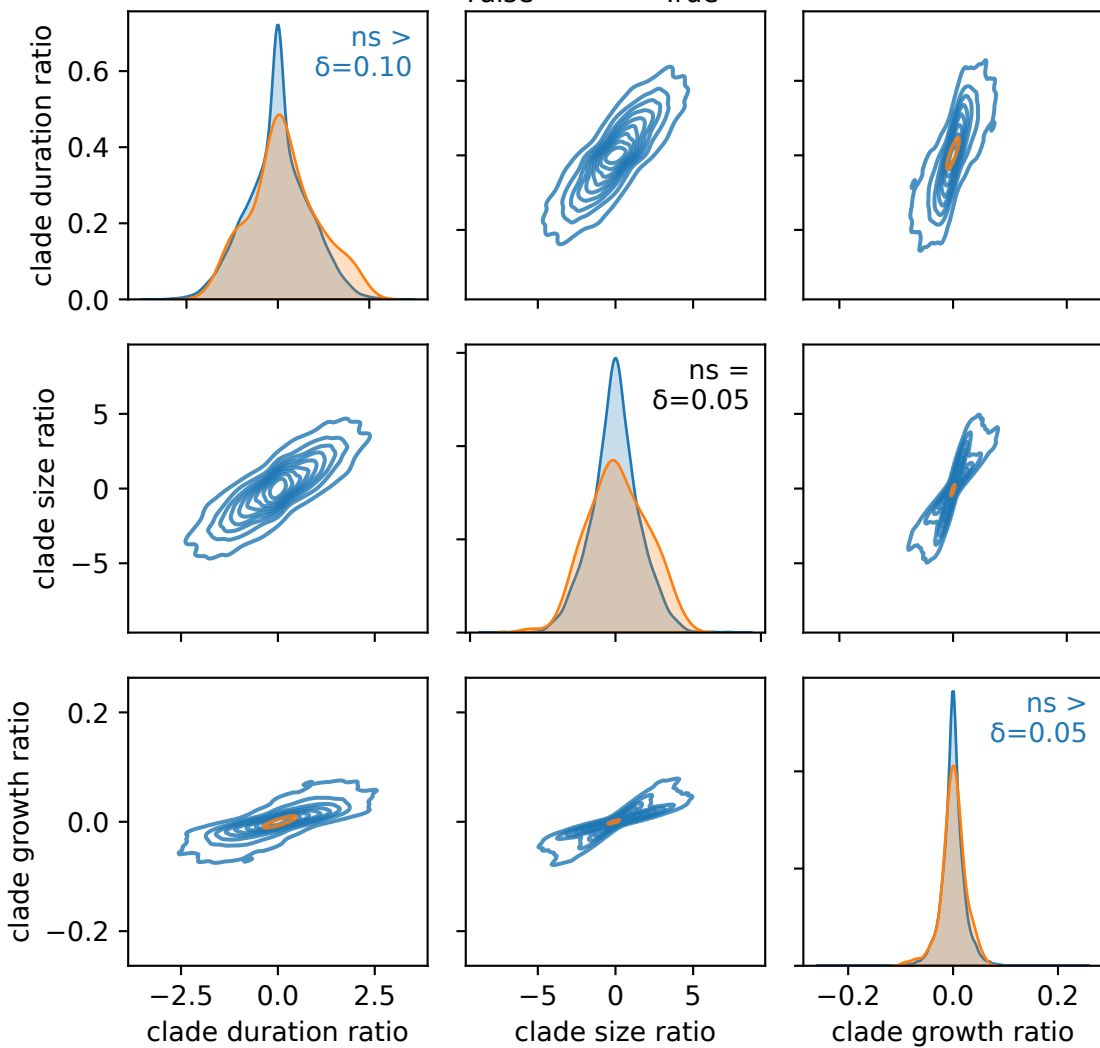 clade duration ratio
0.6
0.4
0.2
0.0
ns >
δ=0.10
clade size ratio
5
0
−5
ns =
δ=0.05
clade growth ratio
0.2
0.0
−0.2
ns >
δ=0.05
−2.5 0.0 2.5
clade duration ratio
−5 0 5
clade size ratio
−0.2 0.0 0.2
clade growth ratio